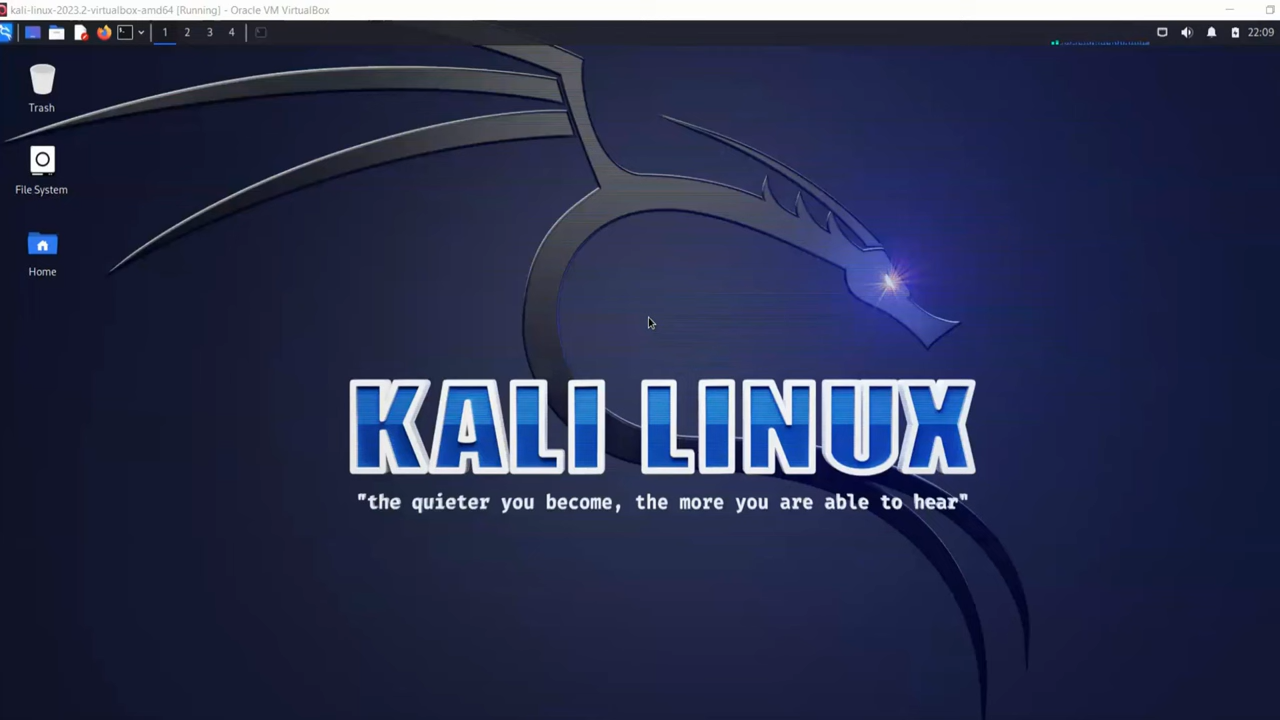 kali-linux-2023.2-virtualbox-amd64 [Running] - Oracle VM VirtualBox
1 2 3 4 22:09
Trash
File System
Home
KALI LINUX
"the quieter you become, the more you are able to hear"